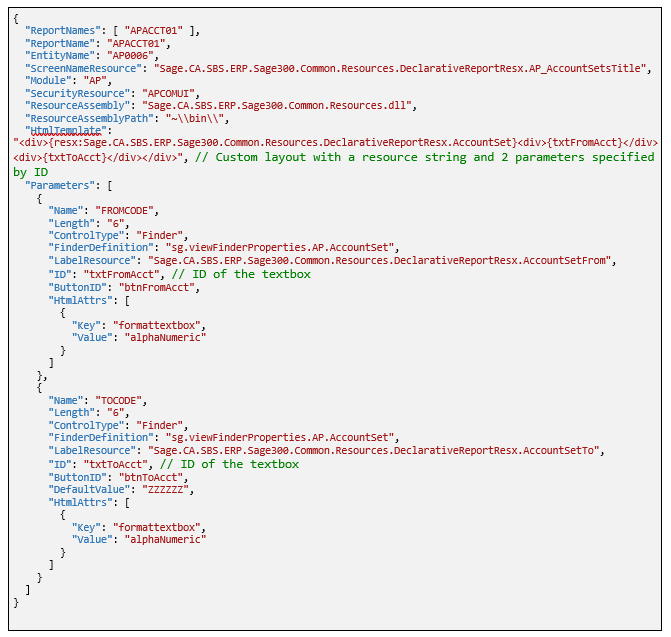 {
"ReportNames": [ "APACCT01" ],
"ReportName": "APACCT01",
"EntityName": "AP0006",
"ScreenNameResource": "Sage.CA.SBS.ERP.Sage300.Common.Resources.DeclarativeReportResx.AP_AccountSetsTitle",
"Module": "AP",
"SecurityResource": "APCOMUI",
"ResourceAssembly": "Sage.CA.SBS.ERP.Sage300.Common.Resources.dll",
"ResourceAssemblyPath": "~\\bin\\",
"HtmlTemplate":
"<div>{resx:Sage.CA.SBS.ERP.Sage300.Common.Resources.DeclarativeReportResx.AccountSet}<div>{txtFromAcct}</div>
<div>{txtToAcct}</div></div>", // Custom layout with a resource string and 2 parameters specified
by ID
"Parameters": [
{
"Name": "FROMCODE",
"Length": "6",
"ControlType": "Finder",
"FinderDefinition": "sg.viewFinderProperties.AP.AccountSet",
"LabelResource": "Sage.CA.SBS.ERP.Sage300.Common.Resources.DeclarativeReportResx.AccountSetFrom",
"ID": "txtFromAcct", // ID of the textbox
"ButtonID": "btnFromAcct",
"HtmlAttrs": [
{
"Key": "formattextbox",
"Value": "alphaNumeric"
}
]
},
{
"Name": "TOCODE",
"Length": "6",
"ControlType": "Finder",
"FinderDefinition": "sg.viewFinderProperties.AP.AccountSet",
"LabelResource": "Sage.CA.SBS.ERP.Sage300.Common.Resources.DeclarativeReportResx.AccountSetTo",
"ID": "txtToAcct", // ID of the textbox
"ButtonID": "btnToAcct",
"DefaultValue": "ZZZZZZ",
"HtmlAttrs": [
{
"Key": "formattextbox",
"Value": "alphaNumeric"
}
]
}
]
}